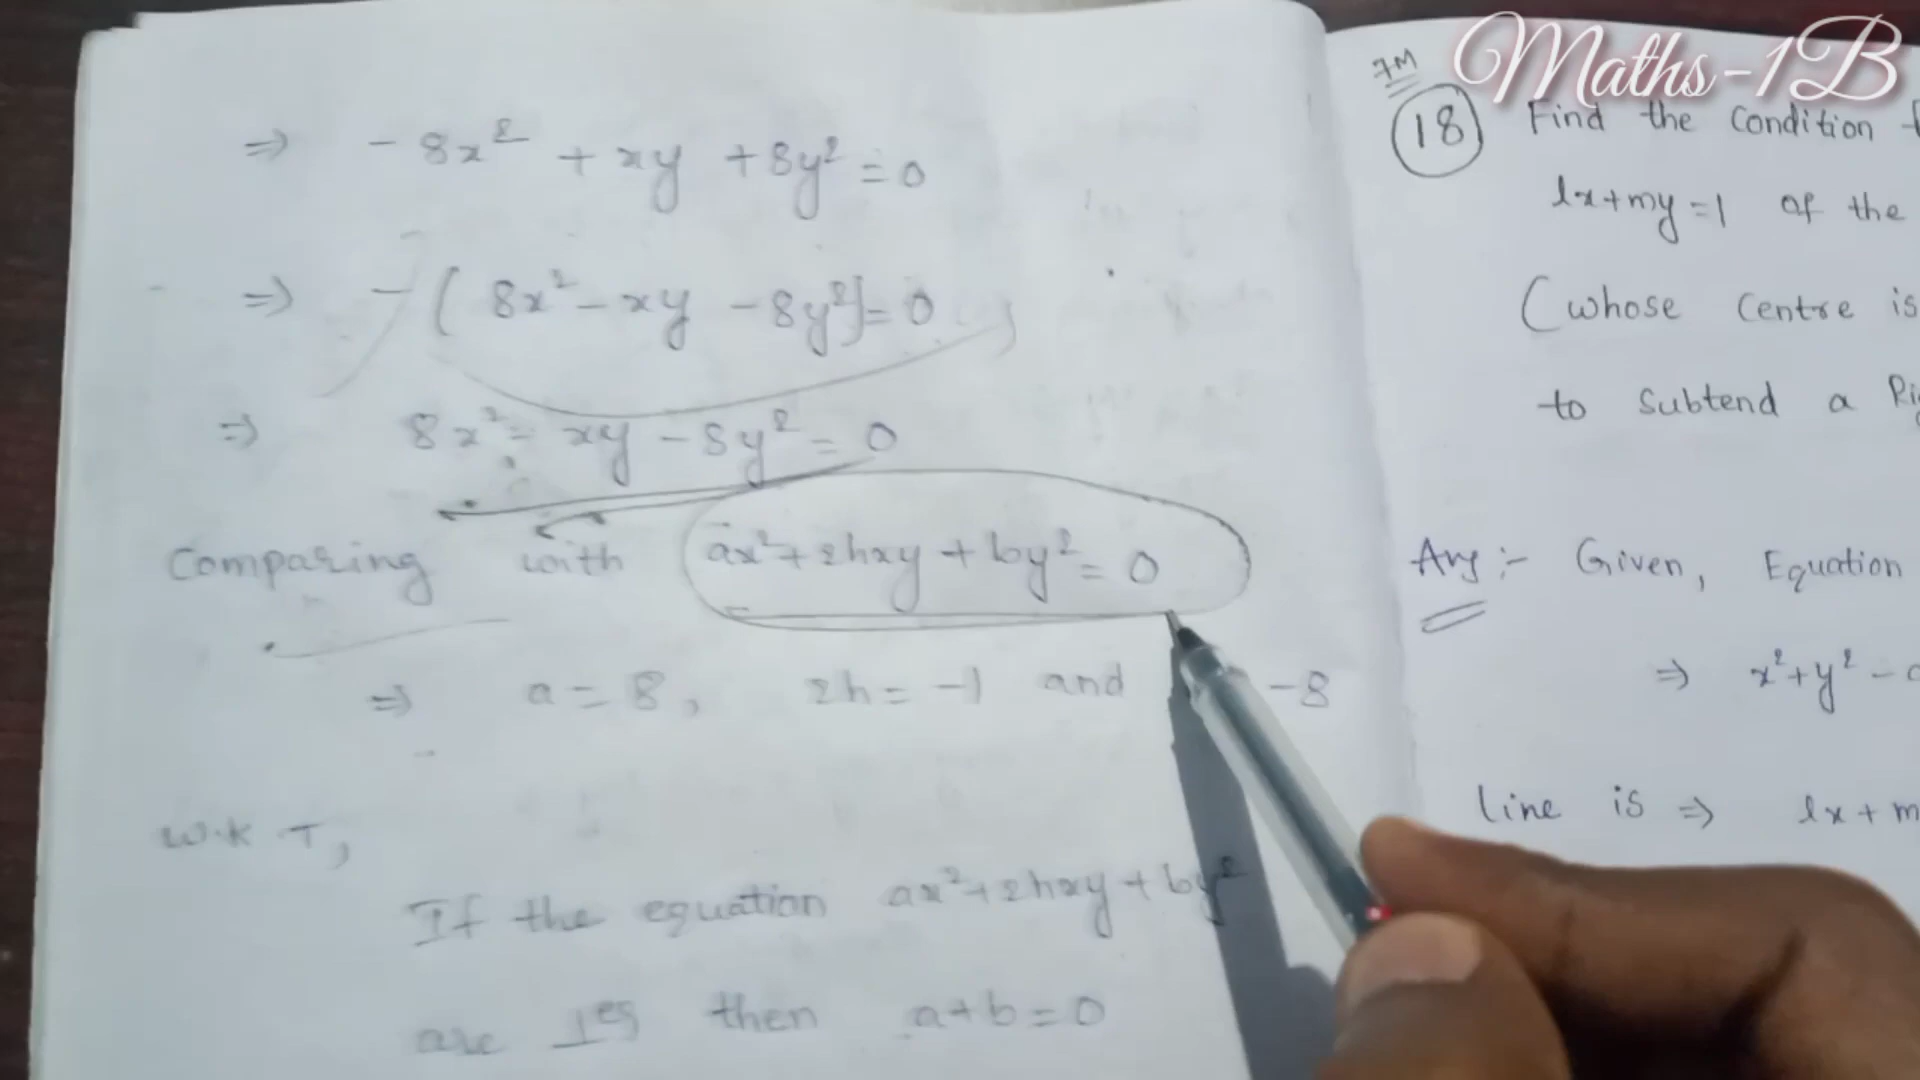 ⇒ -8x² + xy + 8y² = 0
⇒ -[ 8x² - xy - 8y²] = 0
⇒ 8x² - xy - 8y² = 0
Comparing with ax² + 2hxy + by² = 0
⇒ a = 8, 2h = -1 and -8
W.K T,
If the equation ax² + 2hxy + by²
are ⊥es then a+b=0
Maths-1B
7M
18 Find the Condition
lx+my=1 of the
(whose Centre is
to Subtend a
Ans:- Given, Equation
⇒ x²+y² -
line is ⇒ lx + m